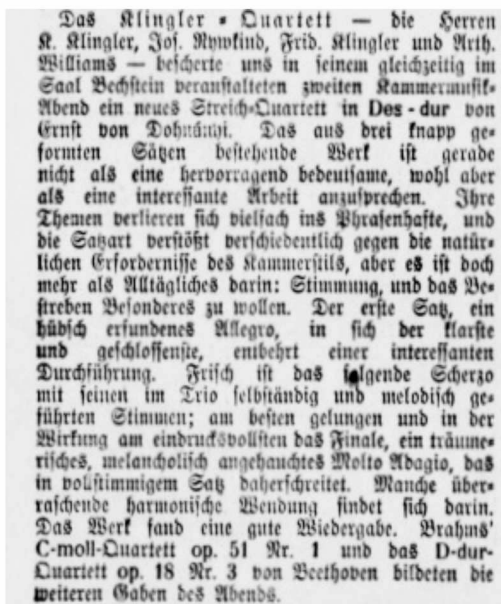 Das Klingler-Quartett — die Herren
K. Klingler, Jos. Rywkind, Frid. Klingler und Arth.
Williams — bescherte uns in seinem gleichzeitig im
Saal Bechstein veranstalteten zweiten Kammermusik-
Abend ein neues Streich-Quartett in Des-dur von
Ernst von Dohnányi. Das aus drei knapp ge-
formten Sätzen bestehende Werk ist gerade
nicht als eine hervorragend bedeutsame, wohl aber
als eine interessante Arbeit anzusprechen. Ihre
Themen verlieren sich vielfach ins Phrasenhafte, und
die Satzart verstößt verschiedentlich gegen die natür-
lichen Erfordernisse des Kammerstils, aber es ist doch
mehr als Alltägliches darin: Stimmung, und das Be-
streben Besonderes zu wollen. Der erste Satz, ein
hübsch erfundenes Allegro, in sich der klarste
und geschlossenste, entbehrt einer interessanten
Durchführung. Frisch ist das folgende Scherzo
mit seinen im Trio selbständig und melodisch ge-
führten Stimmen; am besten gelungen und in der
Wirkung am eindrucksvollsten das Finale, ein träume-
risches, melancholisch angehauchtes Molto Adagio, das
in vollstimmigem Satz daherschreitet. Manche über-
raschende harmonische Wendung findet sich darin.
Das Werk fand eine gute Wiedergabe. Brahms'
C-moll-Quartett op. 51 Nr. 1 und das D-dur-
Quartett op. 18 Nr. 3 von Beethoven bildeten die
weiteren Gaben des Abends.